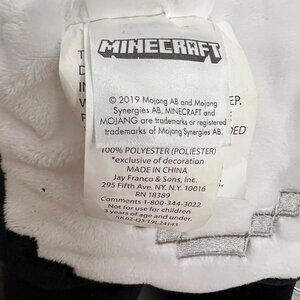 MINECRAFT
© 2019 Mojang AB and Mojang
Synergies AB. MINECRAFT and
MOJANG are trademarks or registered
trademarks of Mojang Synergies AB.
100% POLYESTER (POLIÉSTER)
*exclusive of decoration
MADE IN CHINA
Jay Franco & Sons, Inc.
295 Fifth Ave. NY. N.Y. 10016
RN 18389
Comments 1-800-344-3022
Not for use for children
3 years of age and under.